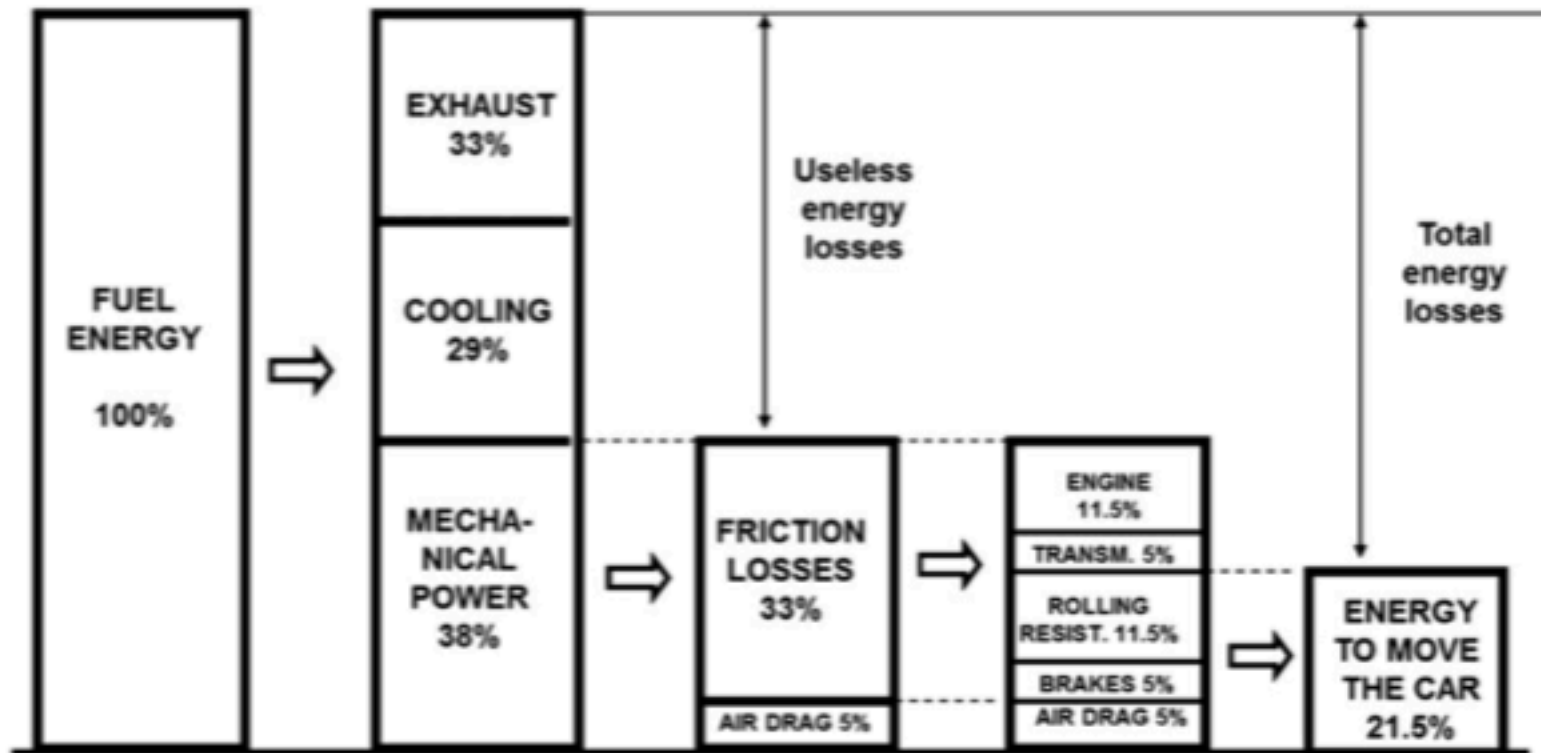 FUEL
ENERGY
100%
EXHAUST
33%
COOLING
29%
MECHA-
NICAL
POWER
38%
Useless
energy
losses
FRICTION
LOSSES
33%
AIR DRAG 5%
ENGINE
11.5%
TRANSM. 5%
ROLLING
RESIST. 11.5%
BRAKES 5%
AIR DRAG 5%
Total
energy
losses
ENERGY
TO MOVE
THE CAR
21.5%